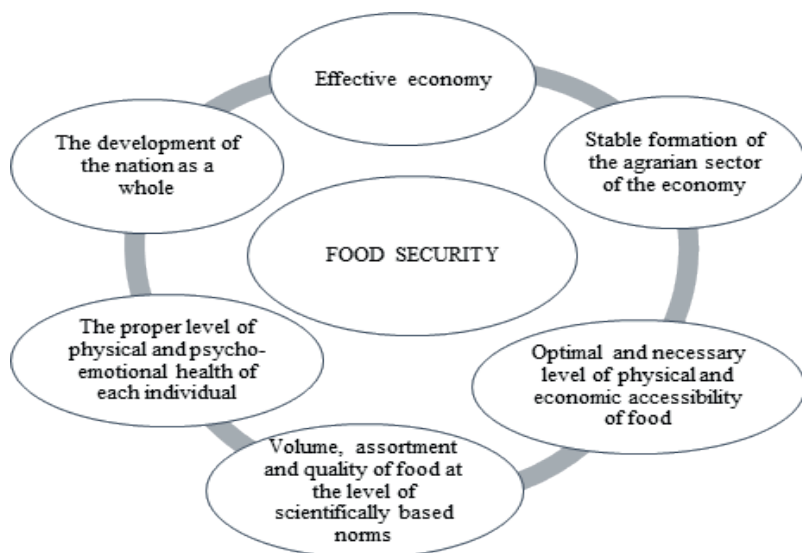 Effective economy
Stable formation of
the agrarian sector
of the economy
The development of
the nation as a
whole
FOOD SECURITY
The proper level of
physical and psycho-
emotional health of
each individual
Optimal and necessary
level of physical and
economic accessibility
of food
Volume, assortment
and quality of food at
the level of
scientifically based
norms